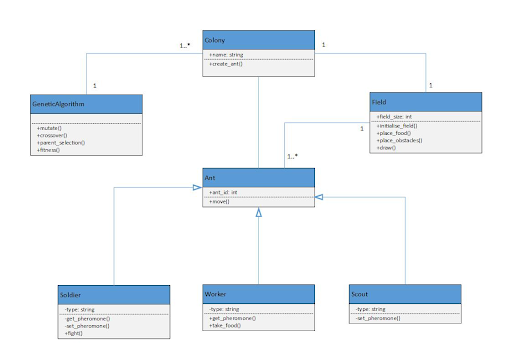 Colony
+name: string
+create_ant()
1..*
1
1
1
GeneticAlgorithm
+mutate()
+crossover()
+parent_selection()
+fitness()
Field
+field_size: int
+initialise_field()
+place_food()
+place_obstacles()
+draw()
1
1..*
Ant
+ant_id: int
+move()
Soldier
-type: string
-get_pheromone()
-set_pheromone()
+fight()
Worker
-type: string
+get_pheromone()
+take_food()
Scout
-type: string
-set_pheromone()